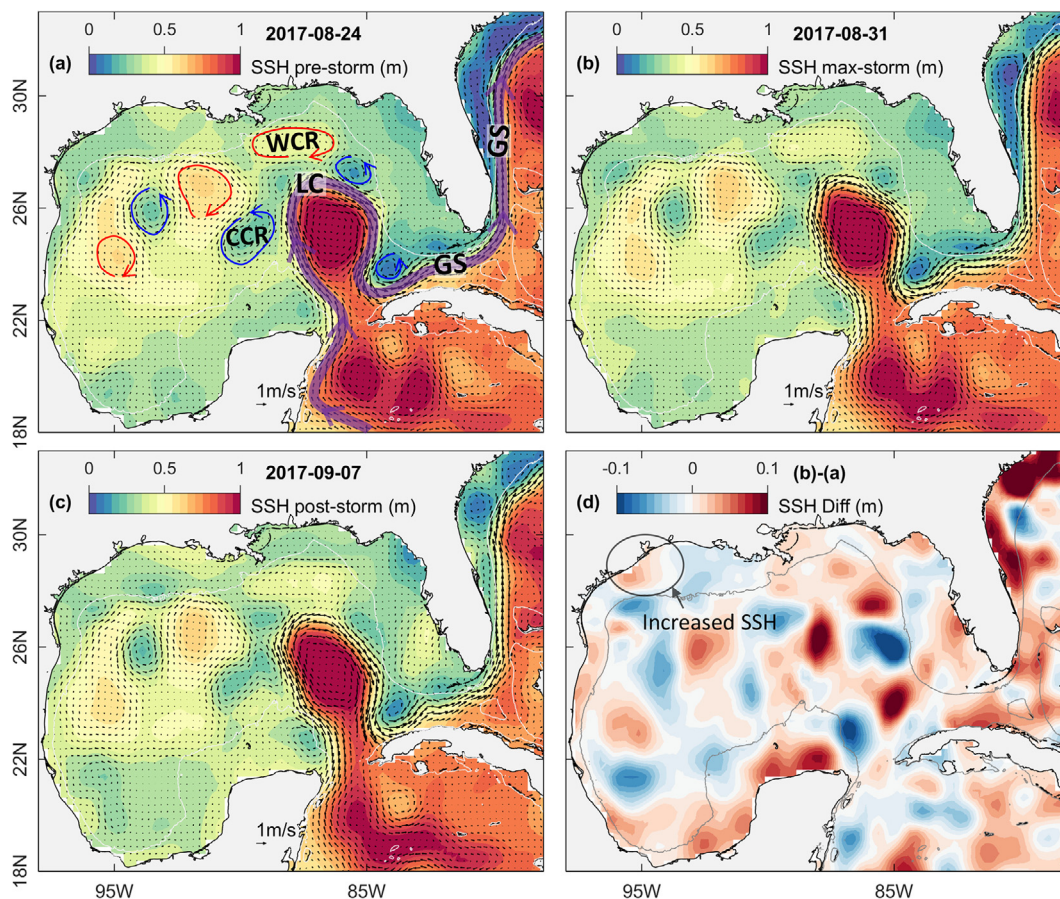 0 0.5 1
2017-08-24
(a)
SSH pre-storm (m)
30N
26N
22N
18N
WCR
LC
CCR
GS
GS
1m/s
0 0.5 1
2017-08-31
(b)
SSH max-storm (m)
1m/s
0 0.5 1
2017-09-07
(c)
SSH post-storm (m)
30N
26N
22N
18N
1m/s
95W 85W
-0.1 0 0.1
(b)-(a)
(d)
SSH Diff (m)
Increased SSH
95W 85W